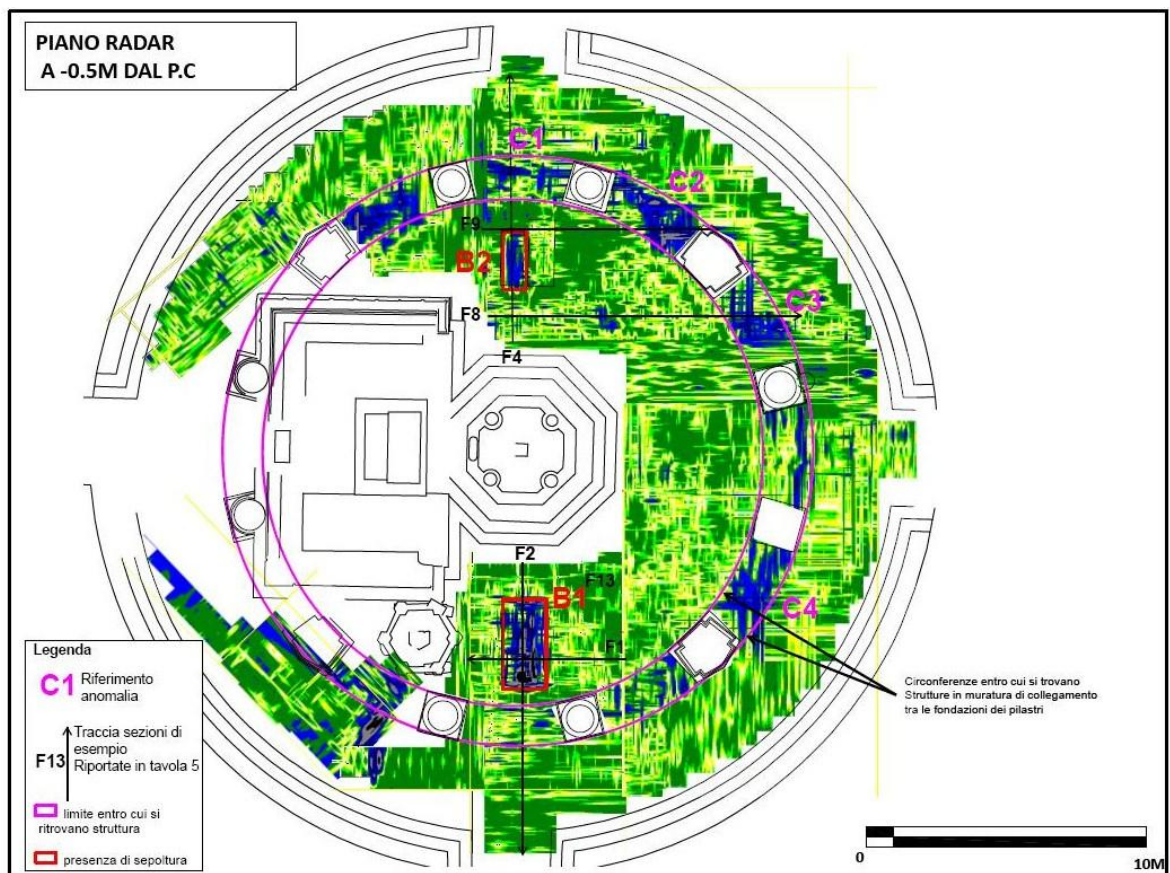 PIANO RADAR
A -0.5M DAL P.C
C1
C2
F9
B2
C3
F8
F4
F2
F13
B1
C4
F1
Circonferenze entro cui si trovano
Strutture in muratura di collegamento
tra le fondazioni dei pilastri
Legenda
C1 Riferimento
anomalia
Traccia sezioni di
esempio
F13 Riportate in tavola 5
limite entro cui si
ritrovano struttura
presenza di sepoltura
0
10M